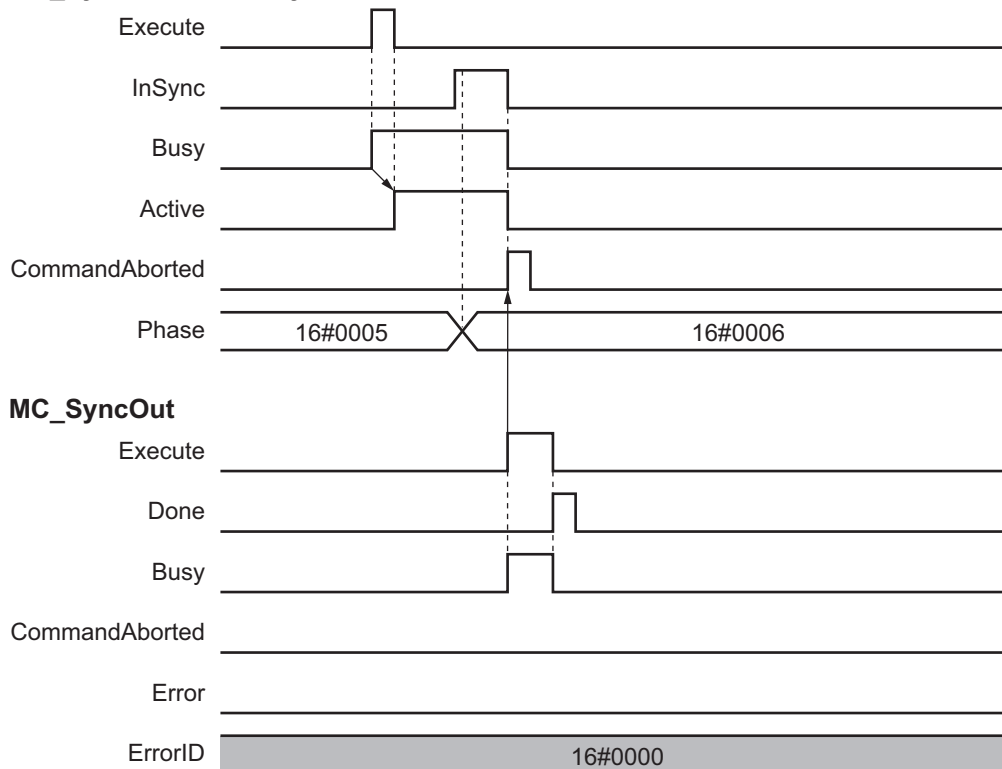 Execute
InSync
Busy
Active
CommandAborted
Phase 16#0005 16#0006
MC_SyncOut
Execute
Done
Busy
CommandAborted
Error
ErrorID 16#0000